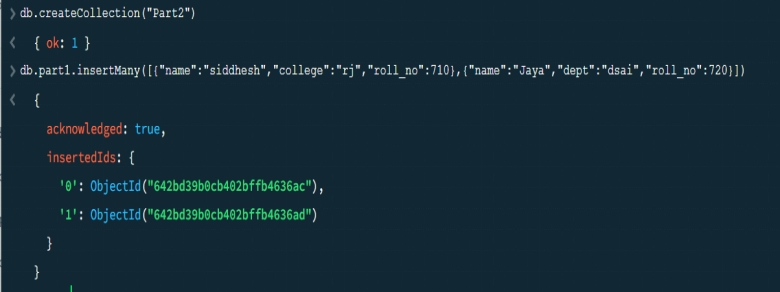 ❯ db.createCollection("Part2")
❮ { ok: 1 }
❯ db.part1.insertMany([{"name":"siddhesh","college":"rj","roll_no":710},{"name":"Jaya","dept":"dsai","roll_no":720}])
❮ {
acknowledged: true,
insertedIds: {
'0': ObjectId("642bd39b0cb402bffb4636ac"),
'1': ObjectId("642bd39b0cb402bffb4636ad")
}
}